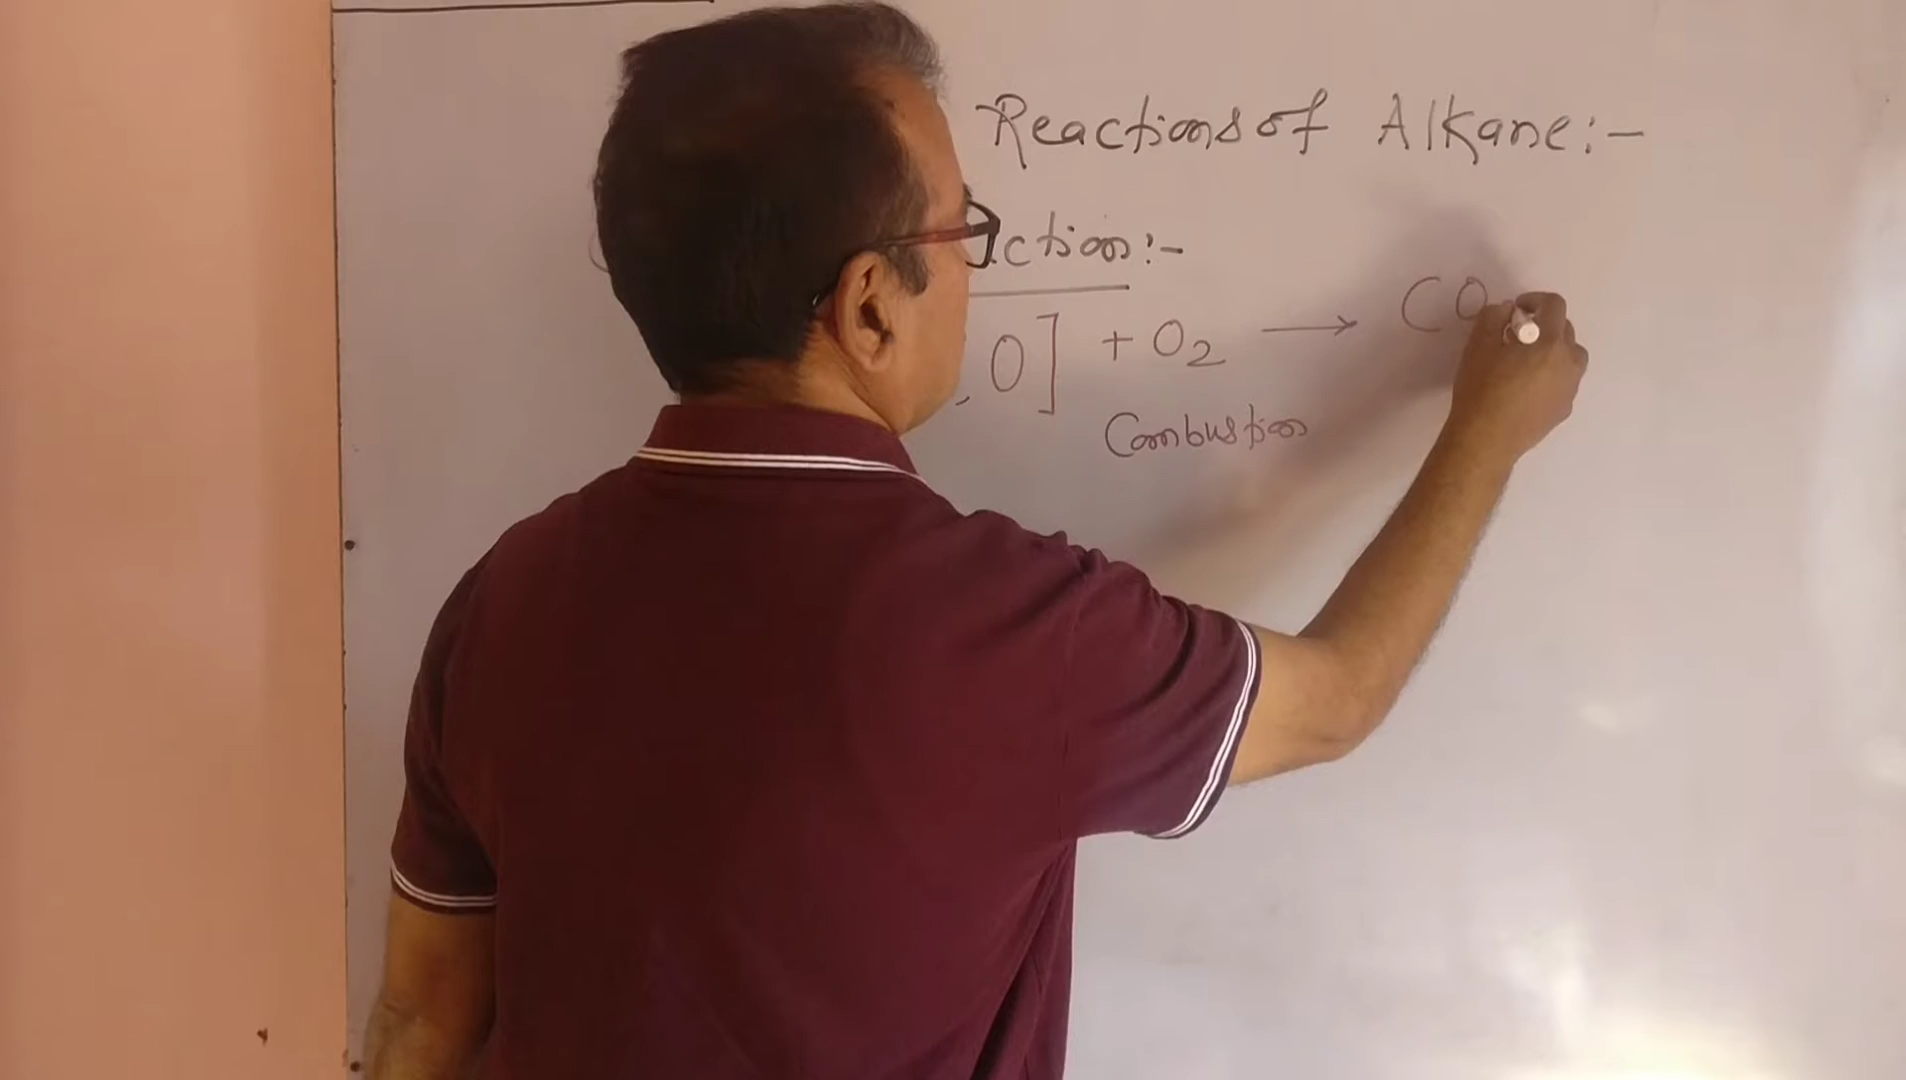 Reactions of Alkane:-
ction:-
, O] + O2 → CO
Combustion